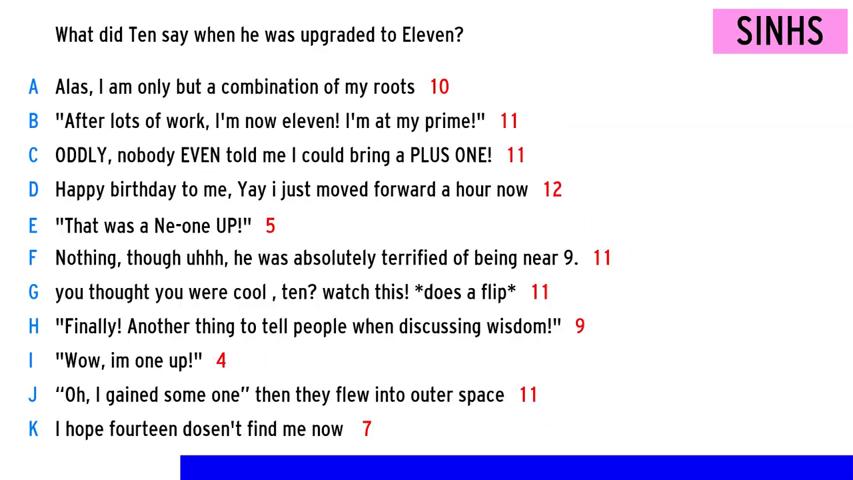 What did Ten say when he was upgraded to Eleven?
SINHS
A Alas, I am only but a combination of my roots 10
B "After lots of work, I'm now eleven! I'm at my prime!" 11
C ODDLY, nobody EVEN told me I could bring a PLUS ONE! 11
D Happy birthday to me, Yay i just moved forward a hour now 12
E "That was a Ne-one UP!" 5
F Nothing, though uhhh, he was absolutely terrified of being near 9. 11
G you thought you were cool , ten? watch this! *does a flip* 11
H "Finally! Another thing to tell people when discussing wisdom!" 9
I "Wow, im one up!" 4
J “Oh, I gained some one” then they flew into outer space 11
K I hope fourteen dosen't find me now 7